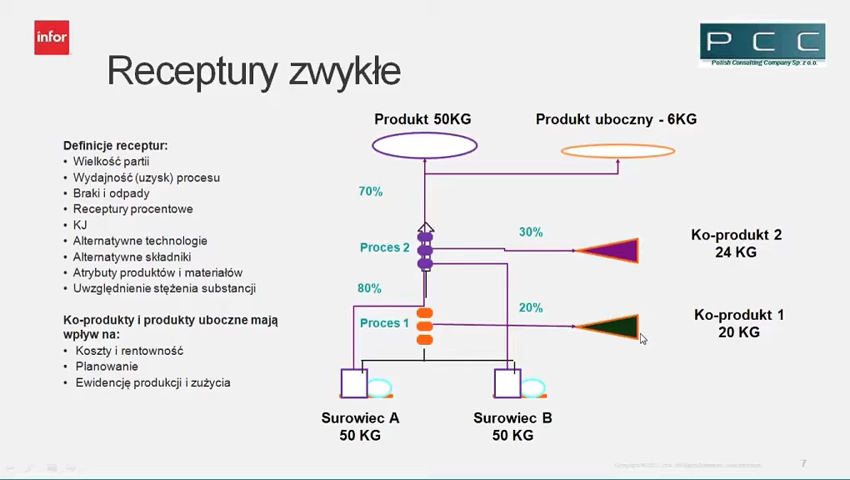 infor
PCC
Polish Consulting Company Sp. z o.o.
Receptury zwykłe
Definicje receptur:
• Wielkość partii
• Wydajność (uzysk) procesu
• Braki i odpady
• Receptury procentowe
• KJ
• Alternatywne technologie
• Alternatywne składniki
• Atrybuty produktów i materiałów
• Uwzględnienie stężenia substancji
Ko-produkty i produkty uboczne mają
wpływ na:
• Koszty i rentowność
• Planowanie
• Ewidencję produkcji i zużycia
Produkt 50KG
Produkt uboczny - 6KG
70%
Proces 2
30%
Ko-produkt 2
24 KG
80%
Proces 1
20%
Ko-produkt 1
20 KG
Surowiec A
50 KG
Surowiec B
50 KG
7